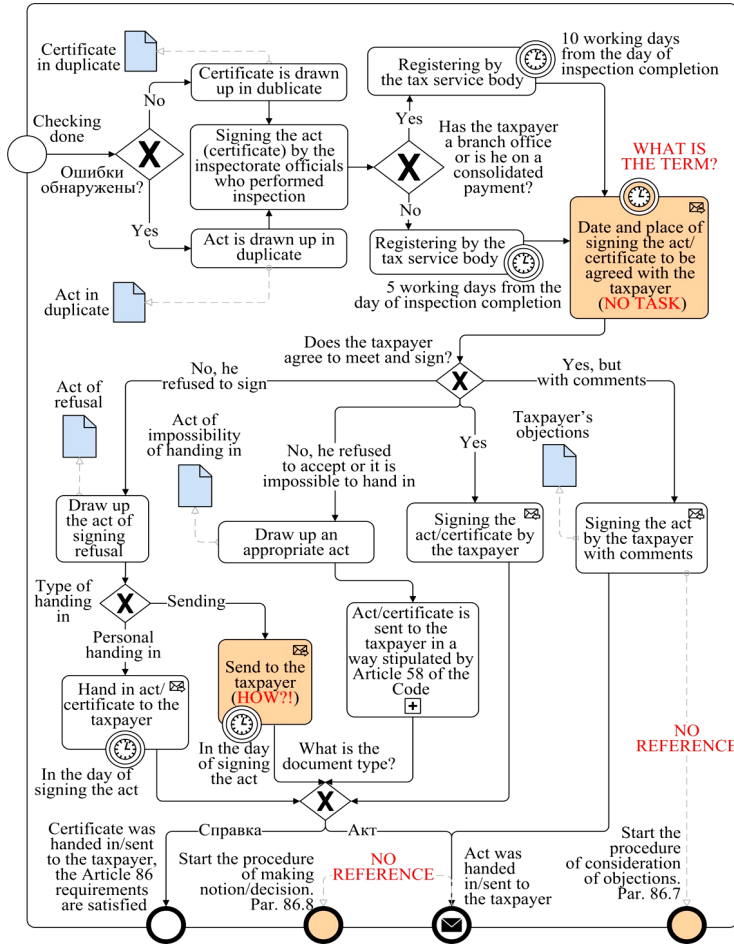 Certificate
in duplicate
Certificate is drawn
up in dublicate
Registering by
the tax service body
10 working days
from the day of
inspection completion
No
Checking
done
X
Ошибки
обнаружены?
Signing the act
(certificate) by the
inspectorate officials
who performed
inspection
Yes
X
Has the taxpayer
a branch office
or is he on a
consolidated
payment?
WHAT IS
THE TERM?
Yes
No
Act is drawn up in
duplicate
Registering by the
tax service body
Date and place of
signing the act/
certificate to be
agreed with the
taxpayer
(NO TASK)
Act in
duplicate
5 working days from the
day of inspection completion
Does the taxpayer
agree to meet and sign?
No, he
refused to sign
X
Yes, but
with comments
Act of
refusal
Act of
impossibility
of handing in
No, he refused
to accept or it is
impossible to hand in
Yes
Taxpayer's
objections
Draw up
the act of
signing
refusal
Draw up an
appropriate act
Signing the
act/certificate by
the taxpayer
Signing the act
by the taxpayer
with comments
Type of
handing
in
X
Sending
Personal
handing in
Act/certificate is
sent to the
taxpayer in a
way stipulated by
Article 58 of the
Code
Send to the
taxpayer
(HOW?!)
Hand in act/
certificate to the
taxpayer
In the day of
signing the act
In the day
of signing
the act
What is the
document type?
NO
REFERENCE
X
Справка
Акт
Certificate was
handed in/sent
to the taxpayer,
the Article 86
requirements
are satisfied
Start the procedure
of making
notion/decision.
Par. 86.8
NO
REFERENCE
Act was
handed
in/sent to
the taxpayer
Start the
procedure
of consideration
of objections.
Par. 86.7